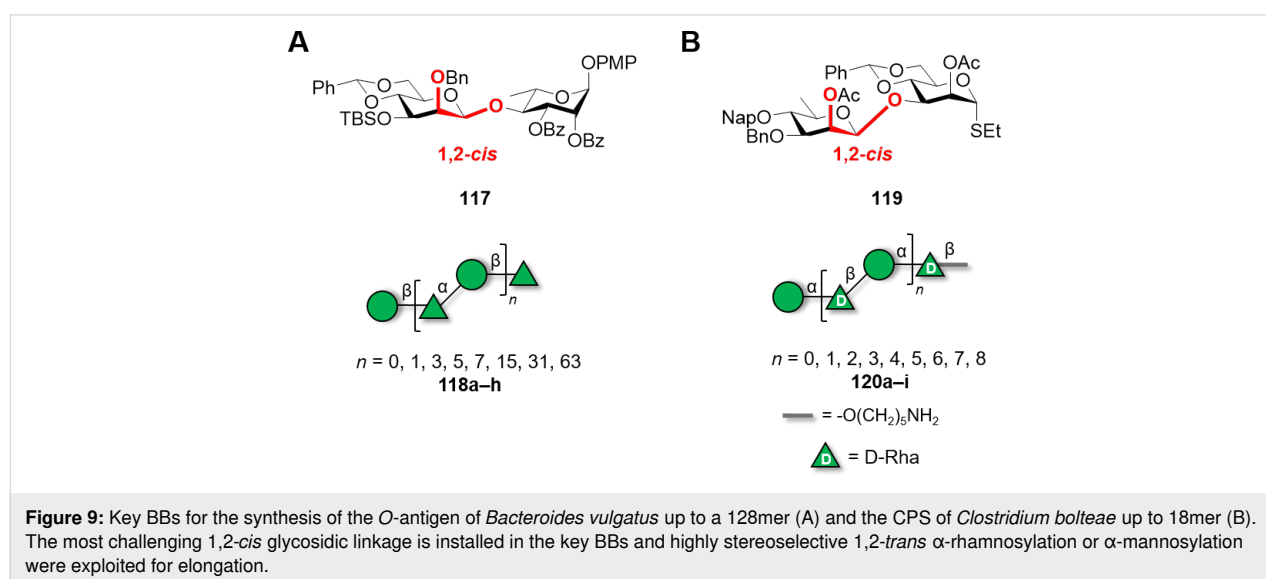 A
B
OPMP
Ph
O
O
OBn
O
O
O
TBSO
OBz
OBz
1,2-cis
117
Ph
O
O
OAc
O
O
SEt
OAc
O
NapO
BnO
1,2-cis
119
β
α
β
n
n = 0, 1, 3, 5, 7, 15, 31, 63
118a–h
α
D
β
α
D
β
n
n = 0, 1, 2, 3, 4, 5, 6, 7, 8
120a–i
= -O(CH2)5NH2
D = D-Rha
Figure 9: Key BBs for the synthesis of the O-antigen of Bacteroides vulgatus up to a 128mer (A) and the CPS of Clostridium bolteae up to 18mer (B).
The most challenging 1,2-cis glycosidic linkage is installed in the key BBs and highly stereoselective 1,2-trans α-rhamnosylation or α-mannosylation
were exploited for elongation.